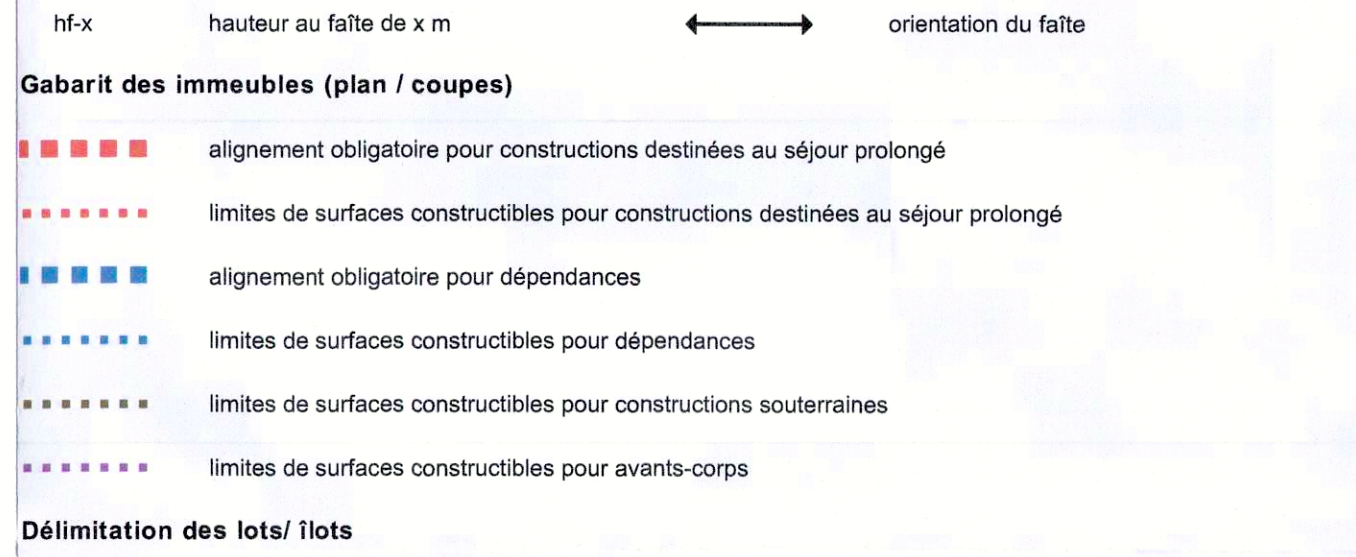 hf-x hauteur au faîte de x m orientation du faîte
Gabarit des immeubles (plan / coupes)
alignement obligatoire pour constructions destinées au séjour prolongé
limites de surfaces constructibles pour constructions destinées au séjour prolongé
alignement obligatoire pour dépendances
limites de surfaces constructibles pour dépendances
limites de surfaces constructibles pour constructions souterraines
limites de surfaces constructibles pour avants-corps
Délimitation des lots/ îlots